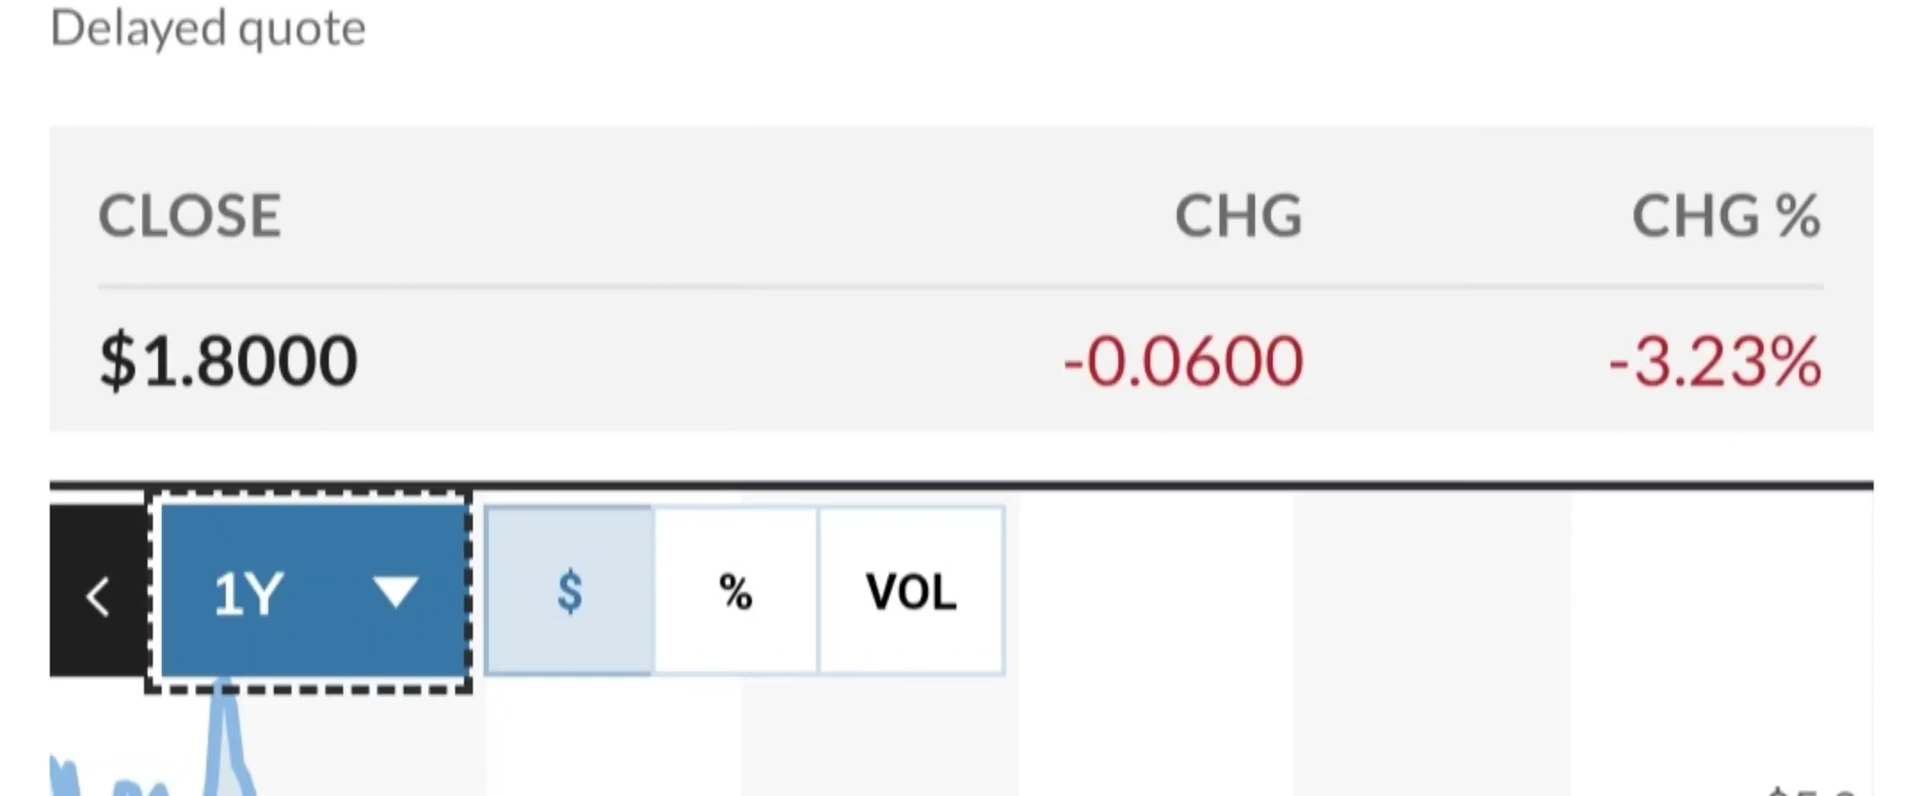 Delayed quote
CLOSE CHG CHG %
$1.8000 -0.0600 -3.23%
1Y $ % VOL